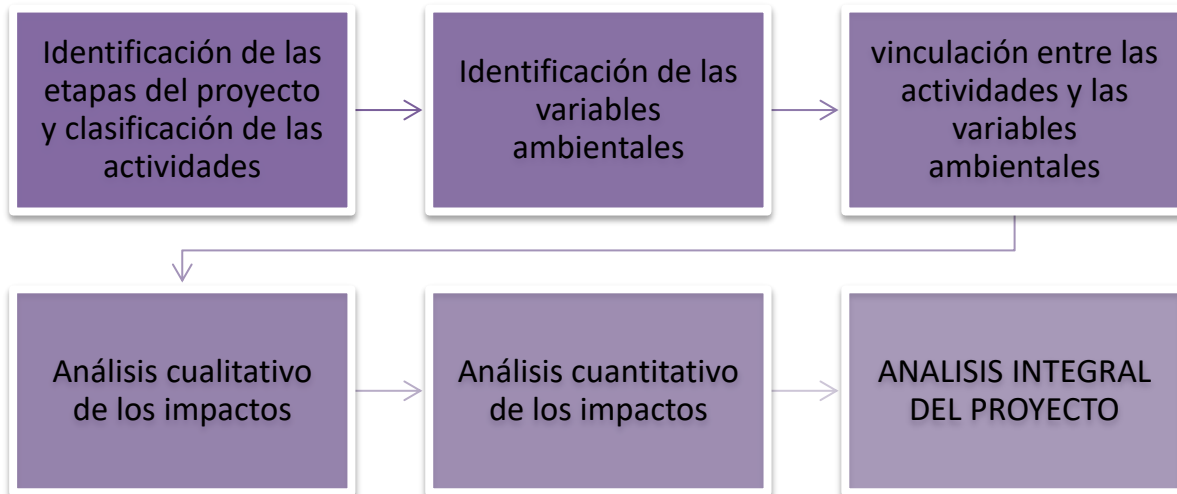 Identificación de las
etapas del proyecto
y clasificación de las
actividades
Identificación de las
variables
ambientales
vinculación entre las
actividades y las
variables
ambientales
Análisis cualitativo
de los impactos
Análisis cuantitativo
de los impactos
ANALISIS INTEGRAL
DEL PROYECTO